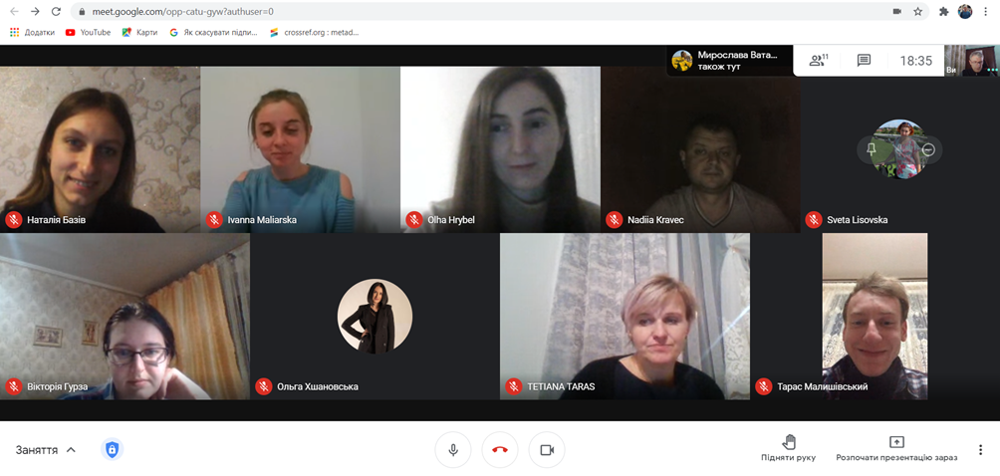 meet.google.com/opp-catu-gyw?authuser=0
Додатки YouTube Карти Як скасувати підпи... crossref.org : metad...
Мирослава Вата...
також тут
11
18:35
Ви
Наталія Базів
Ivanna Maliarska
Olha Hrybel
Nadiia Kravec
Sveta Lisovska
Вікторія Гурза
Ольга Хшановська
TETIANA TARAS
Тарас Малишівський
Заняття
Підняти руку
Розпочати презентацію зараз